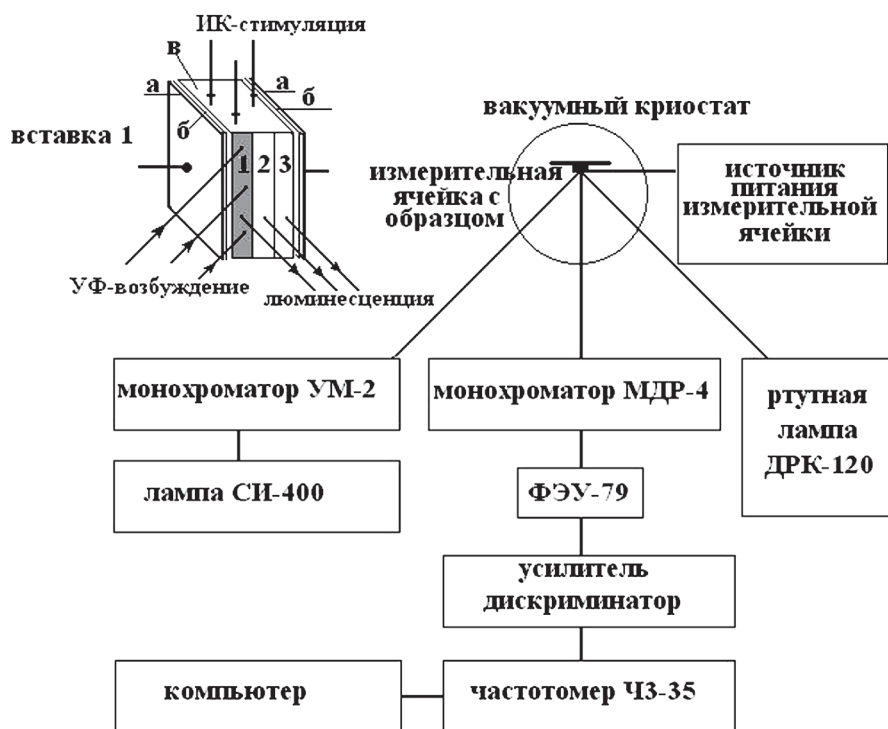 ИК-стимуляция
в
а
а
б
б
вставка 1
1 2 3
УФ-возбуждение
люминесценция
вакуумный криостат
измерительная
ячейка с
образцом
источник
питания
измерительной
ячейки
монохроматор УМ-2
монохроматор МДР-4
ртутная
лампа
ДРК-120
лампа СИ-400
ФЭУ-79
усилитель
дискриминатор
компьютер
частотомер ЧЗ-35